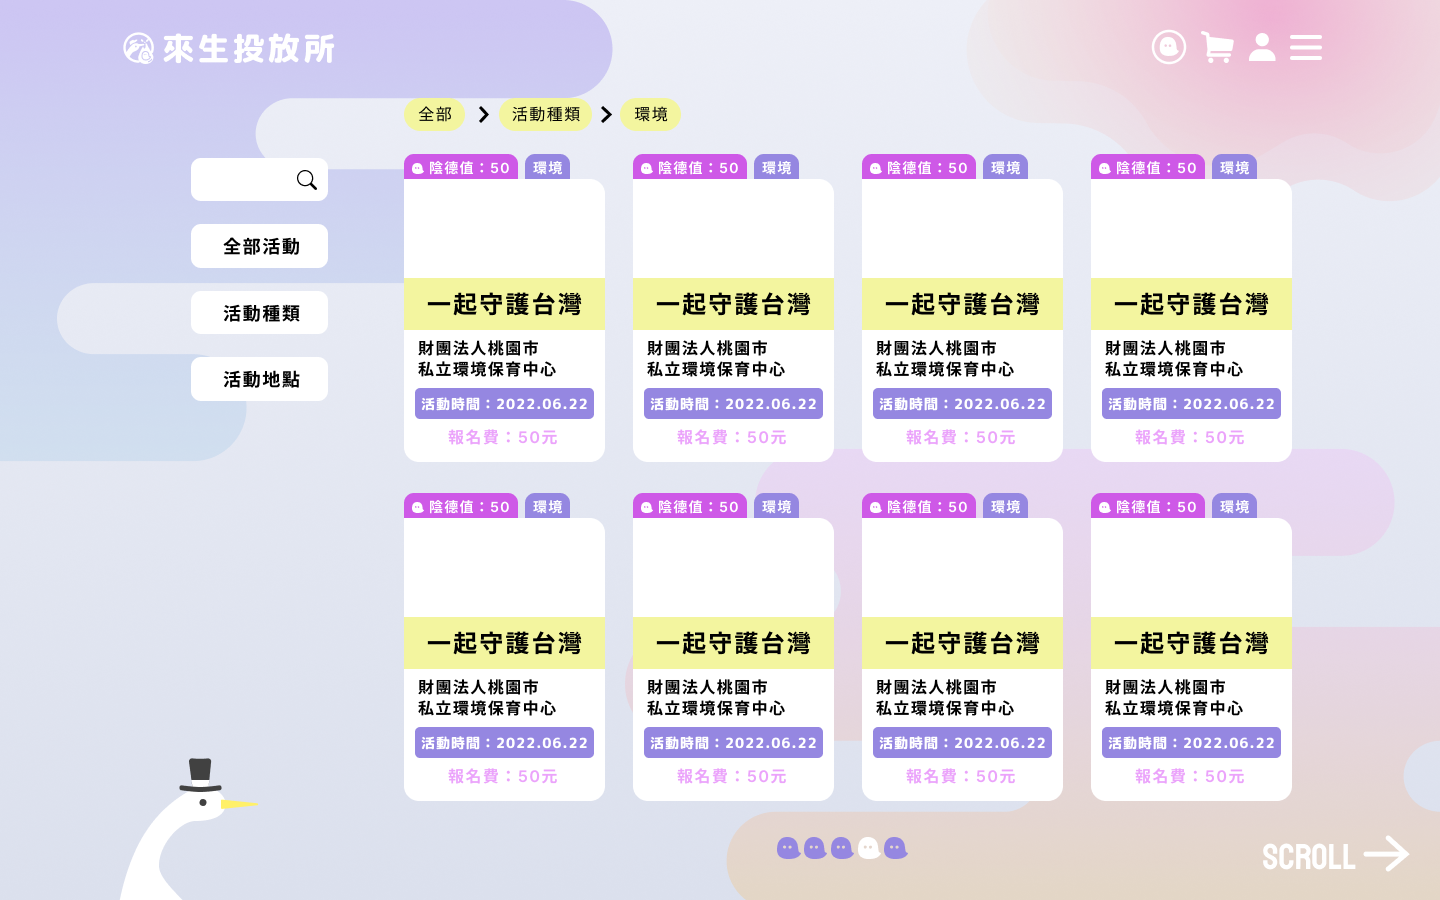 來生投放所
全部
活動種類
環境
全部活動
活動種類
活動地點
陰德值：50 環境
一起守護台灣
財團法人桃園市
私立環境保育中心
活動時間：2022.06.22
報名費：50元
陰德值：50 環境
一起守護台灣
財團法人桃園市
私立環境保育中心
活動時間：2022.06.22
報名費：50元
陰德值：50 環境
一起守護台灣
財團法人桃園市
私立環境保育中心
活動時間：2022.06.22
報名費：50元
陰德值：50 環境
一起守護台灣
財團法人桃園市
私立環境保育中心
活動時間：2022.06.22
報名費：50元
陰德值：50 環境
一起守護台灣
財團法人桃園市
私立環境保育中心
活動時間：2022.06.22
報名費：50元
陰德值：50 環境
一起守護台灣
財團法人桃園市
私立環境保育中心
活動時間：2022.06.22
報名費：50元
陰德值：50 環境
一起守護台灣
財團法人桃園市
私立環境保育中心
活動時間：2022.06.22
報名費：50元
陰德值：50 環境
一起守護台灣
財團法人桃園市
私立環境保育中心
活動時間：2022.06.22
報名費：50元
SCROLL